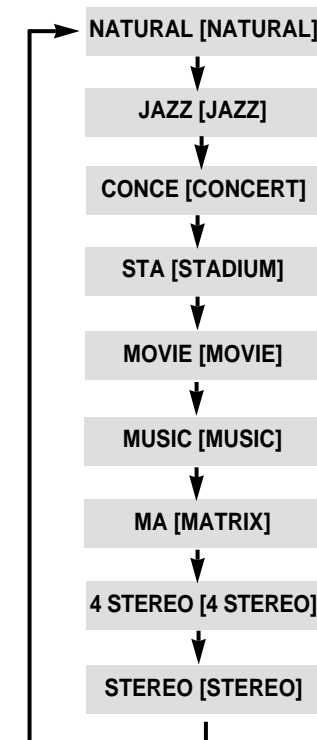 NATURAL [NATURAL]
JAZZ [JAZZ]
CONCE [CONCERT]
STA [STADIUM]
MOVIE [MOVIE]
MUSIC [MUSIC]
MA [MATRIX]
4 STEREO [4 STEREO]
STEREO [STEREO]